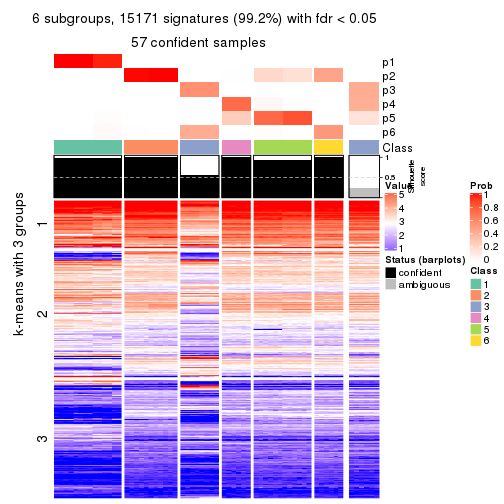 6 subgroups, 15171 signatures (99.2%) with fdr < 0.05
57 confident samples
p1
p2
p3
p4
p5
p6
Class
1
0.5
0
Silhouette
score
k-means with 3 groups
1
2
3
Value
5
4
3
2
1
Status (barplots)
confident
ambiguous
Prob
1
0.8
0.6
0.4
0.2
0
Class
1
2
3
4
5
6